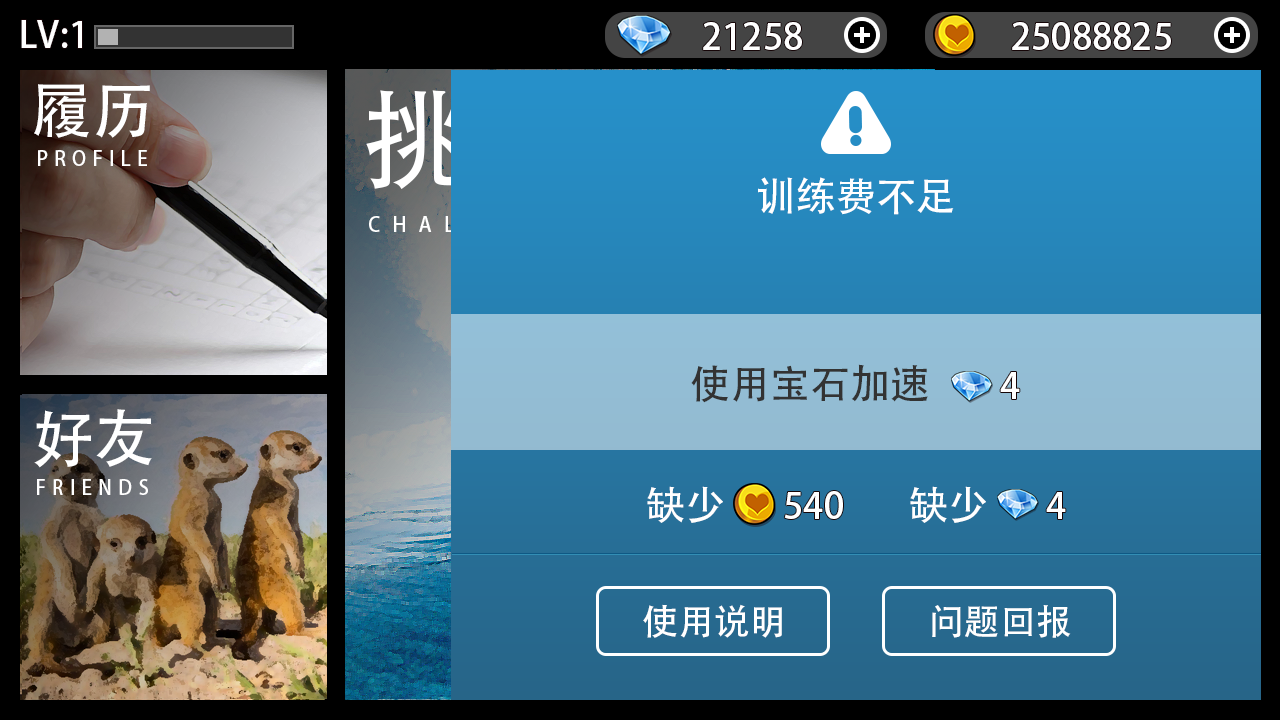 LV:1
21258
25088825
履历
PROFILE
好友
FRIENDS
挑
CHAL
训练费不足
使用宝石加速 4
缺少 540 缺少 4
使用说明
问题回报